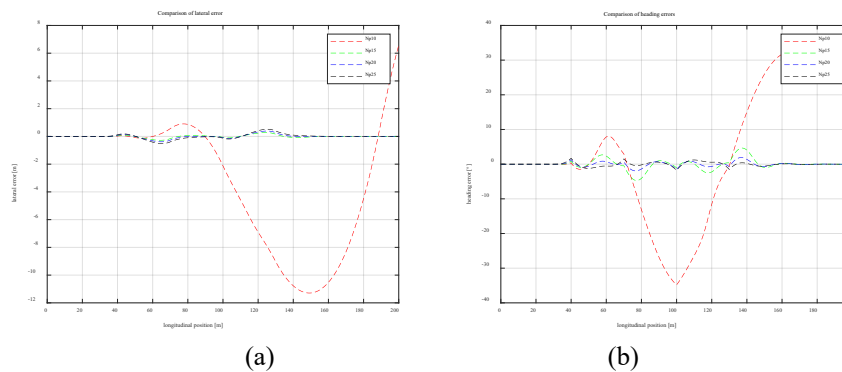 Comparison of lateral error
8
6
4
2
0
-2
-4
-6
-8
-10
-12
0 20 40 60 80 100 120 140 160 180 200
lateral error[m]
longitudinal position [m]
Np10
Np15
Np20
Np25
(a)
Comparison of heading errors
40
30
20
10
0
-10
-20
-30
-40
0 20 40 60 80 100 120 140 160 180
heading error[°]
longitudinal position [m]
Np10
Np15
Np20
Np25
(b)